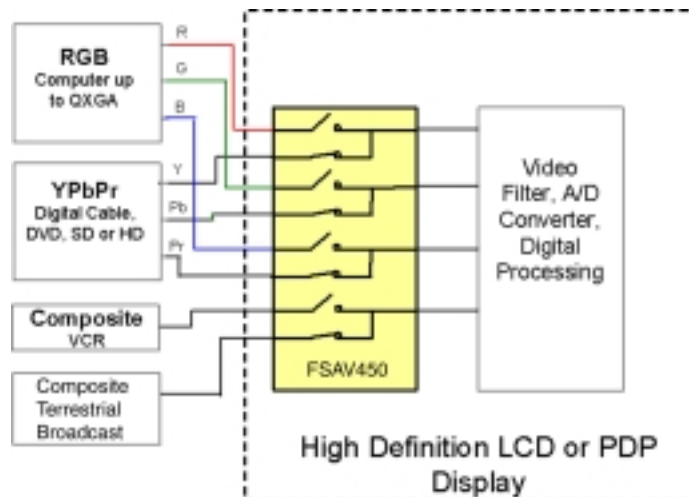 RGB
Computer up
to QXGA
R
G
B
YPbPr
Digital Cable,
DVD, SD or HD
Y
Pb
Pr
Composite
VCR
Composite
Terrestrial
Broadcast
FSAV450
Video
Filter, A/D
Converter,
Digital
Processing
High Definition LCD or PDP
Display